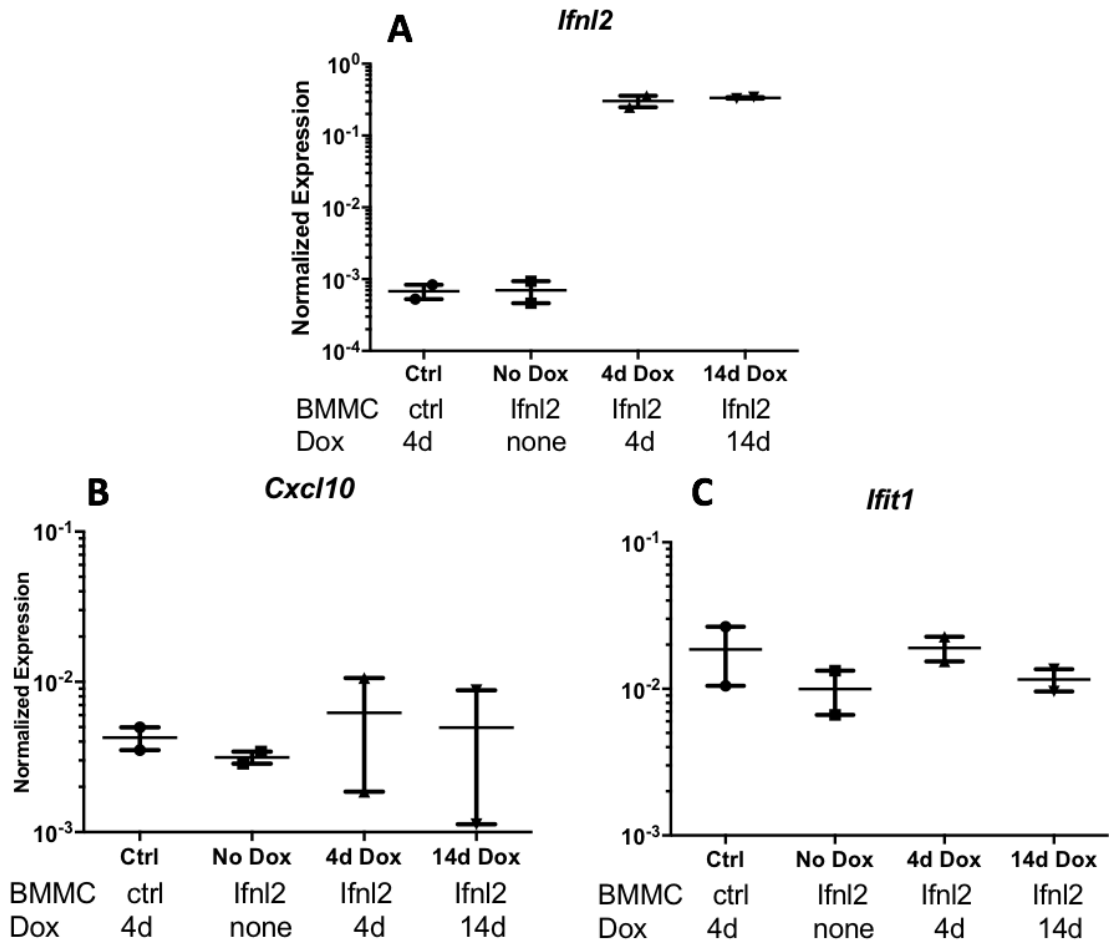 A
Ifnl2
Normalized Expression
10^0
10^-1
10^-2
10^-3
10^-4
Ctrl No Dox 4d Dox 14d Dox
BMMC ctrl Ifnl2 Ifnl2 Ifnl2
Dox 4d none 4d 14d
B
Cxcl10
Normalized Expression
10^-1
10^-2
10^-3
Ctrl No Dox 4d Dox 14d Dox
BMMC ctrl Ifnl2 Ifnl2 Ifnl2
Dox 4d none 4d 14d
C
Ifit1
10^-1
10^-2
10^-3
Ctrl No Dox 4d Dox 14d Dox
BMMC ctrl Ifnl2 Ifnl2 Ifnl2
Dox 4d none 4d 14d